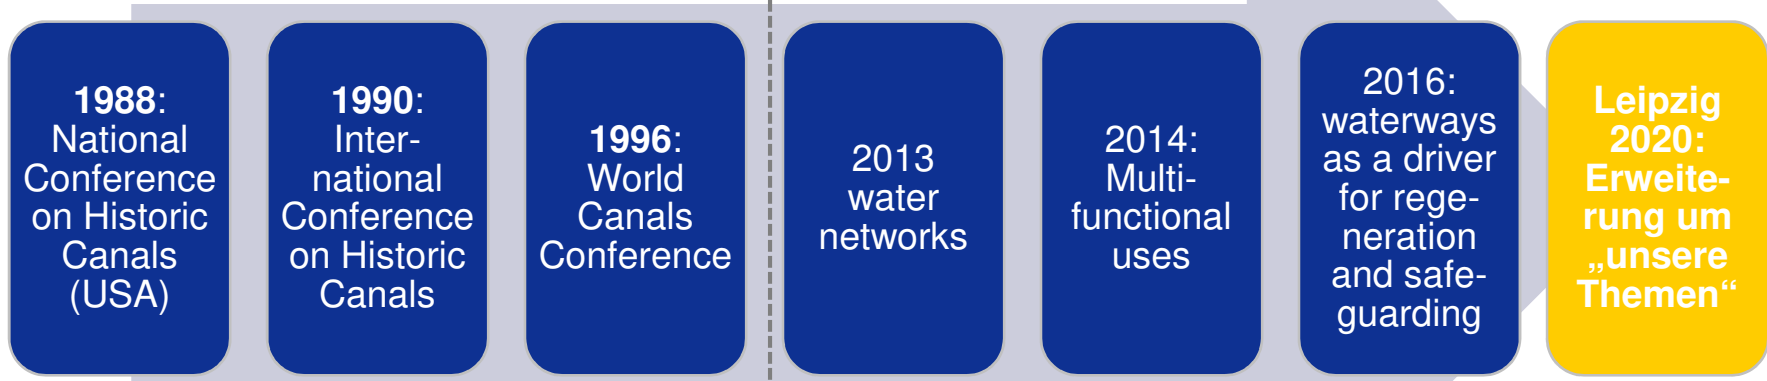 1988:
National
Conference
on Historic
Canals
(USA)
1990:
Inter-
national
Conference
on Historic
Canals
1996:
World
Canals
Conference
2013
water
networks
2014:
Multi-
functional
uses
2016:
waterways
as a driver
for rege-
neration
and safe-
guarding
Leipzig
2020:
Erweite-
rung um
„unsere
Themen“